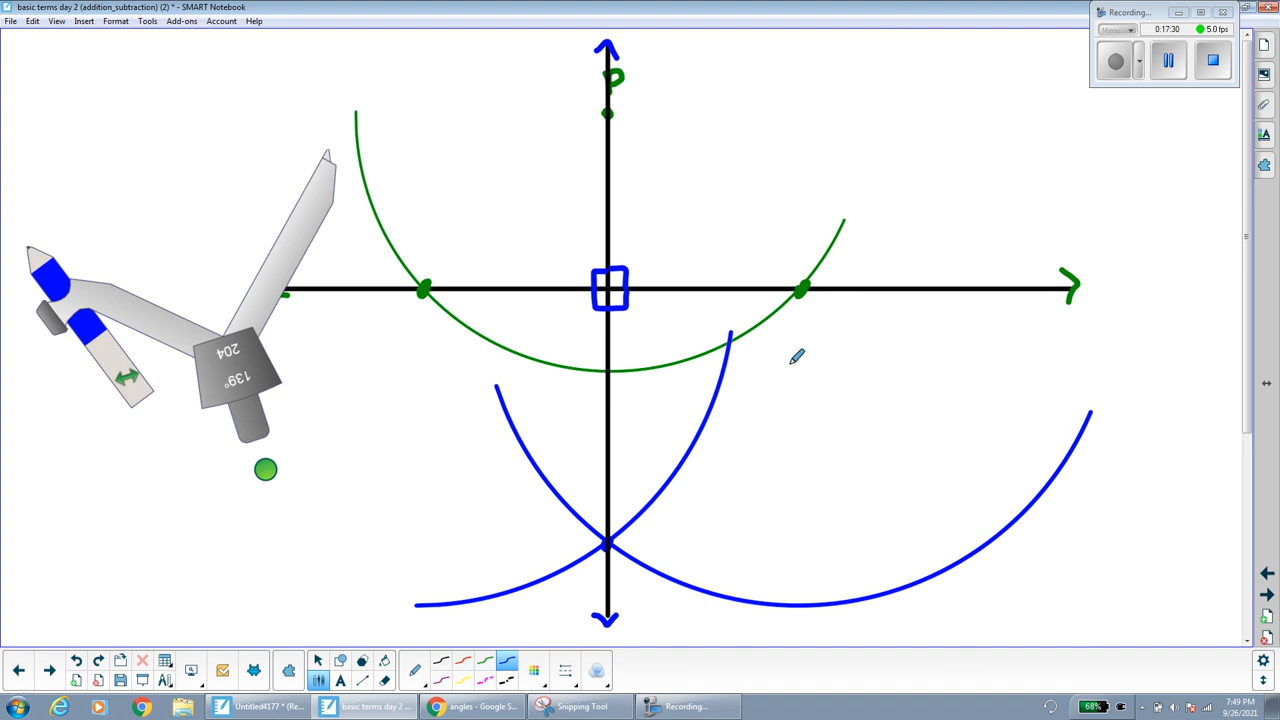 basic terms day 2 (addition_subtraction) (2) * - SMART Notebook
File Edit View Insert Format Tools Add-ons Account Help
Recording...
Menu 0:17:30 5.0 fps
P
204
139°
Untitled4177 * (Re...
basic terms day 2 ...
angles - Google S...
Snipping Tool
Recording...
68%
7:49 PM
9/26/2021